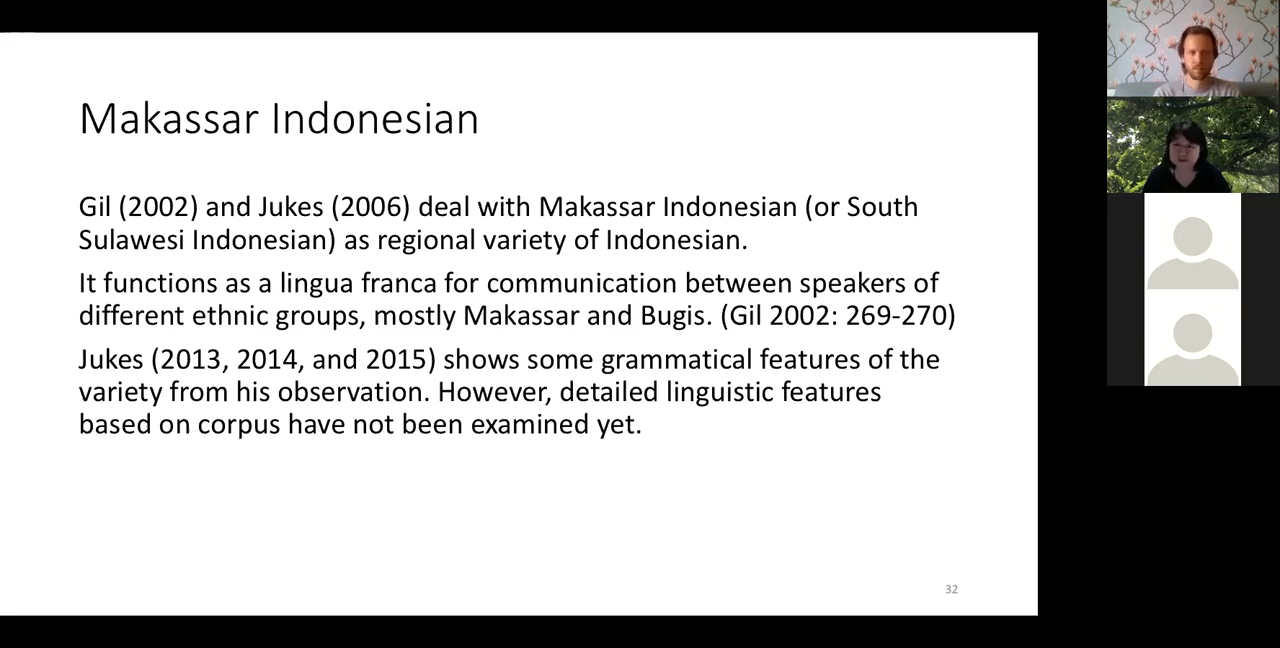 Makassar Indonesian
Gil (2002) and Jukes (2006) deal with Makassar Indonesian (or South
Sulawesi Indonesian) as regional variety of Indonesian.
It functions as a lingua franca for communication between speakers of
different ethnic groups, mostly Makassar and Bugis. (Gil 2002: 269-270)
Jukes (2013, 2014, and 2015) shows some grammatical features of the
variety from his observation. However, detailed linguistic features
based on corpus have not been examined yet.
32